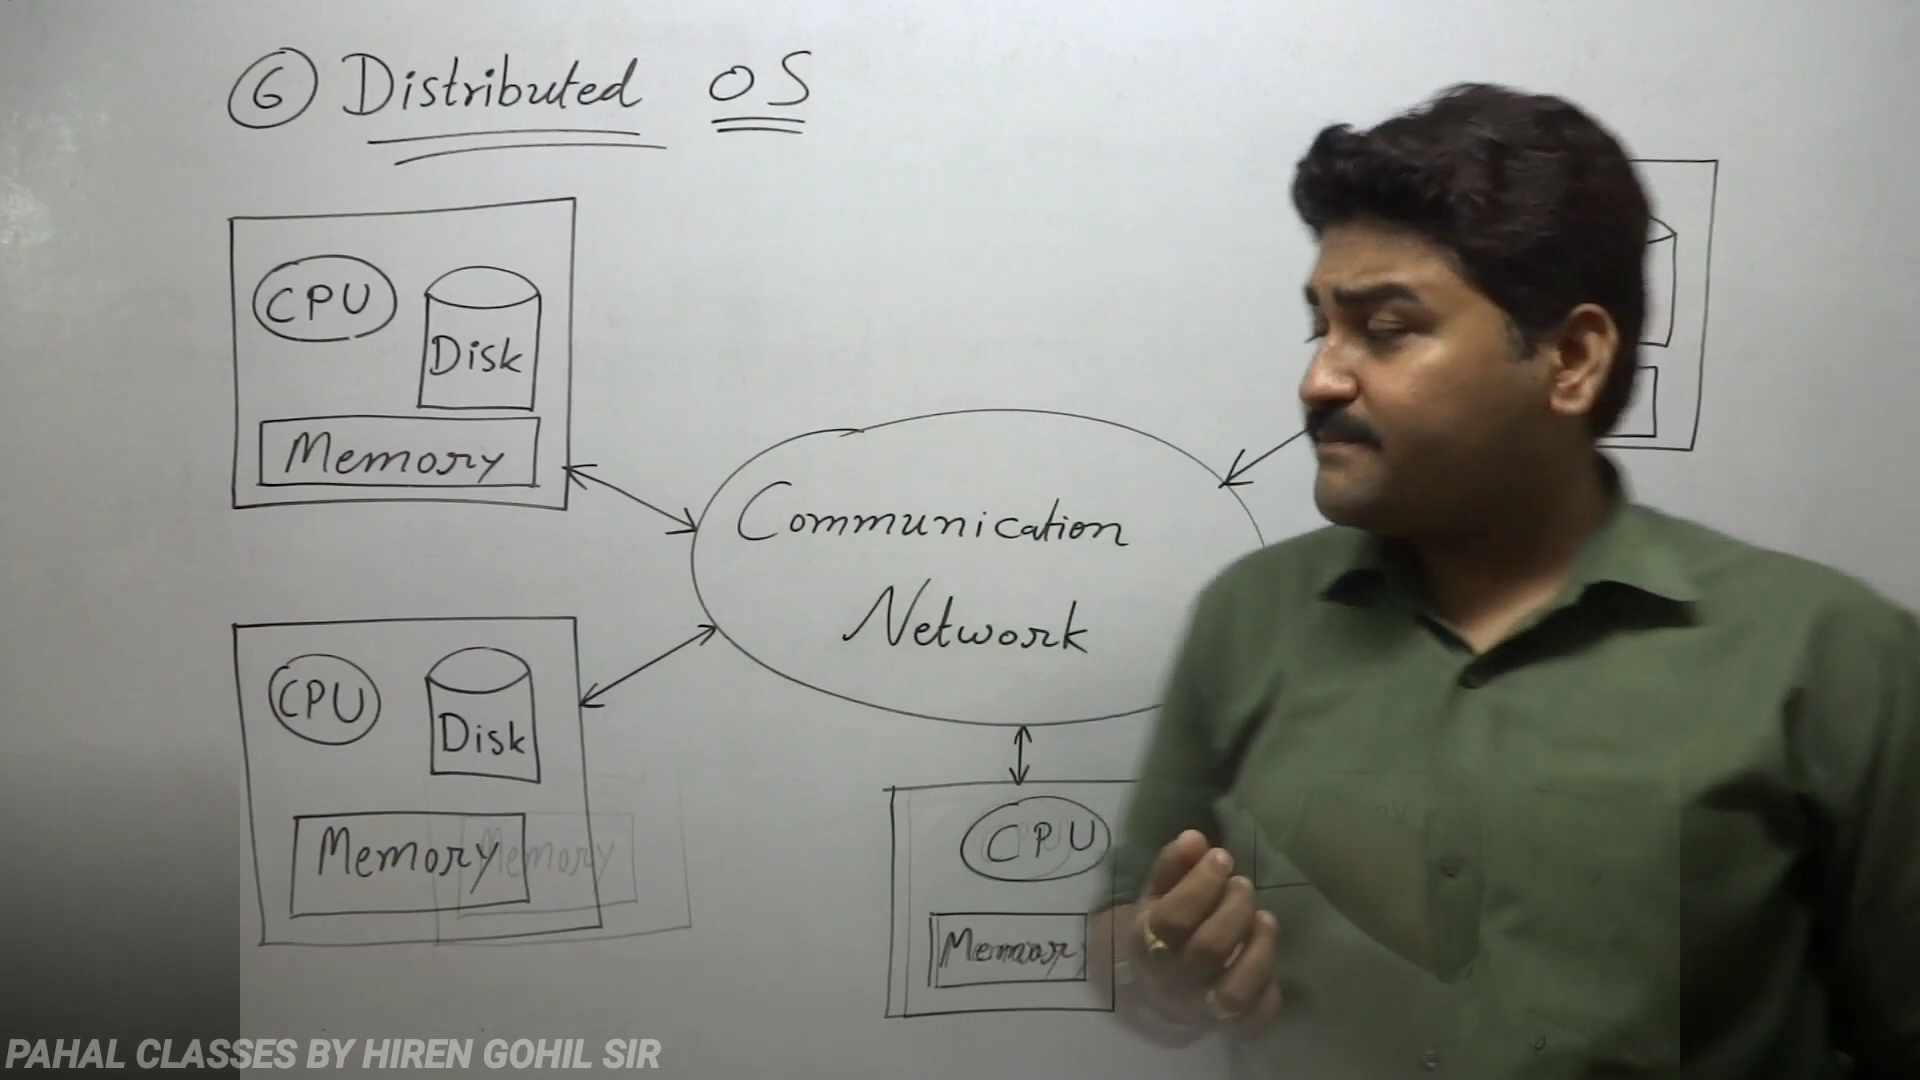 6 Distributed OS
CPU
Disk
Memory
Communication
Network
CPU
Disk
Memory
Memory
CPU
Memory
PAHAL CLASSES BY HIREN GOHIL SIR